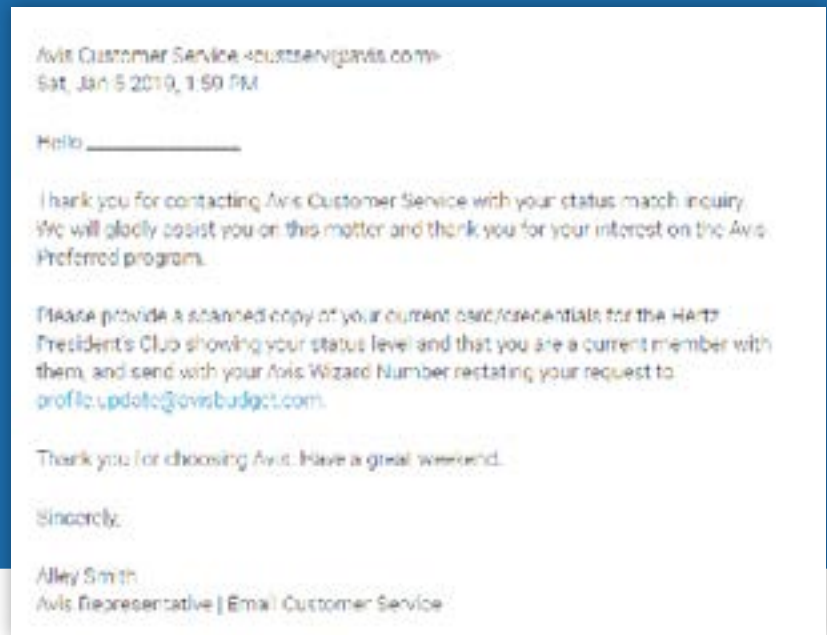 Avis Customer Service <custserv@avis.com>
Sat, Jan 5 2019, 1:59 PM
Hello _______________
Thank you for contacting Avis Customer Service with your status match inquiry.
We will gladly assist you on this matter and thank you for your interest on the Avis
Preferred program.
Please provide a scanned copy of your current card/credentials for the Hertz
President's Club showing your status level and that you are a current member with
them, and send with your Avis Wizard Number restating your request to
profile.update@avisbudget.com.
Thank you for choosing Avis. Have a great weekend.
Sincerely,
Alley Smith
Avis Representative | Email Customer Service